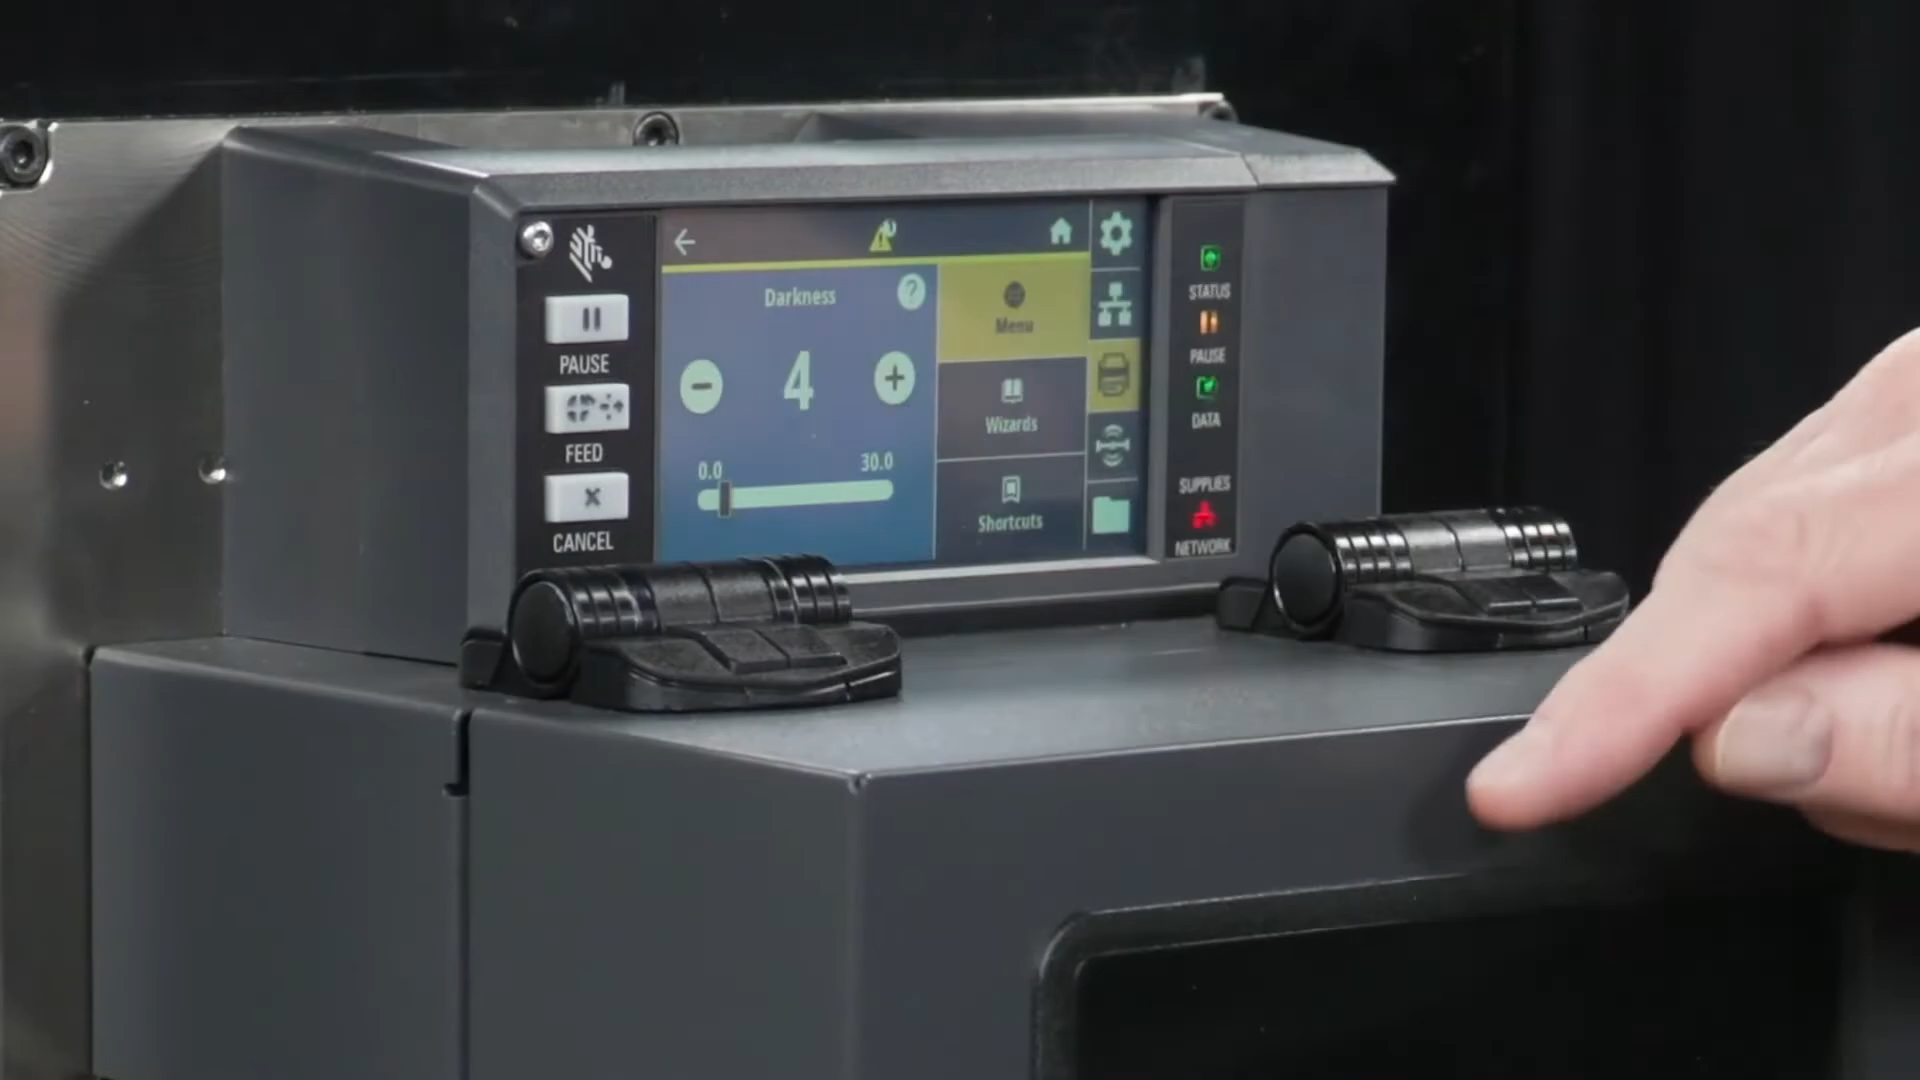 PAUSE
FEED
CANCEL
Darkness
?
4
0.0
30.0
Menu
Wizards
Shortcuts
STATUS
PAUSE
DATA
SUPPLIES
NETWORK